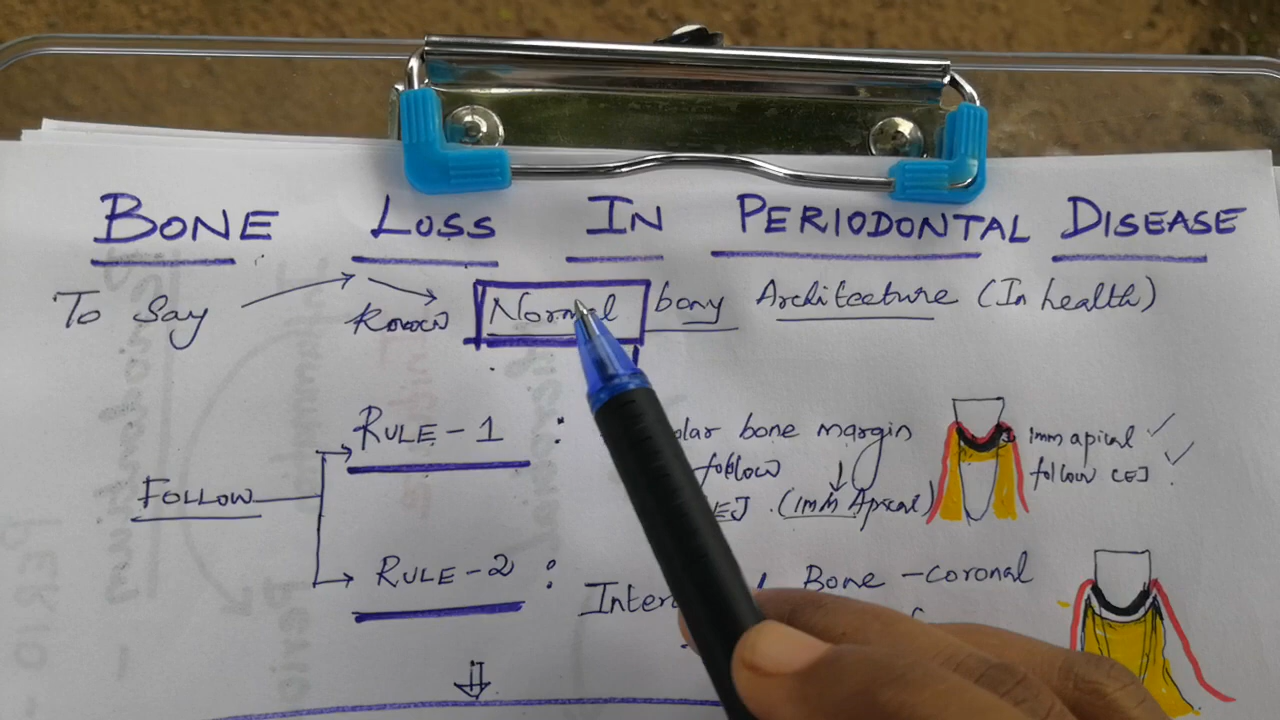 BONE LOSS IN PERIODONTAL DISEASE
To Say Know Normal bony Architecture (In health)
RULE-1 : bone margin
follow
(1mm Apical)
1mm apical
follow CEJ
FOLLOW
RULE-2 :
Bone - coronal